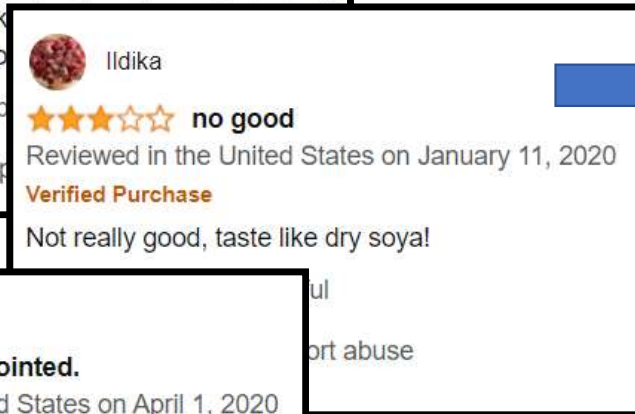 Ildika
no good
Reviewed in the United States on January 11, 2020
Verified Purchase
Not really good, taste like dry soya!
ul
ort abuse
ointed.
d States on April 1, 2020